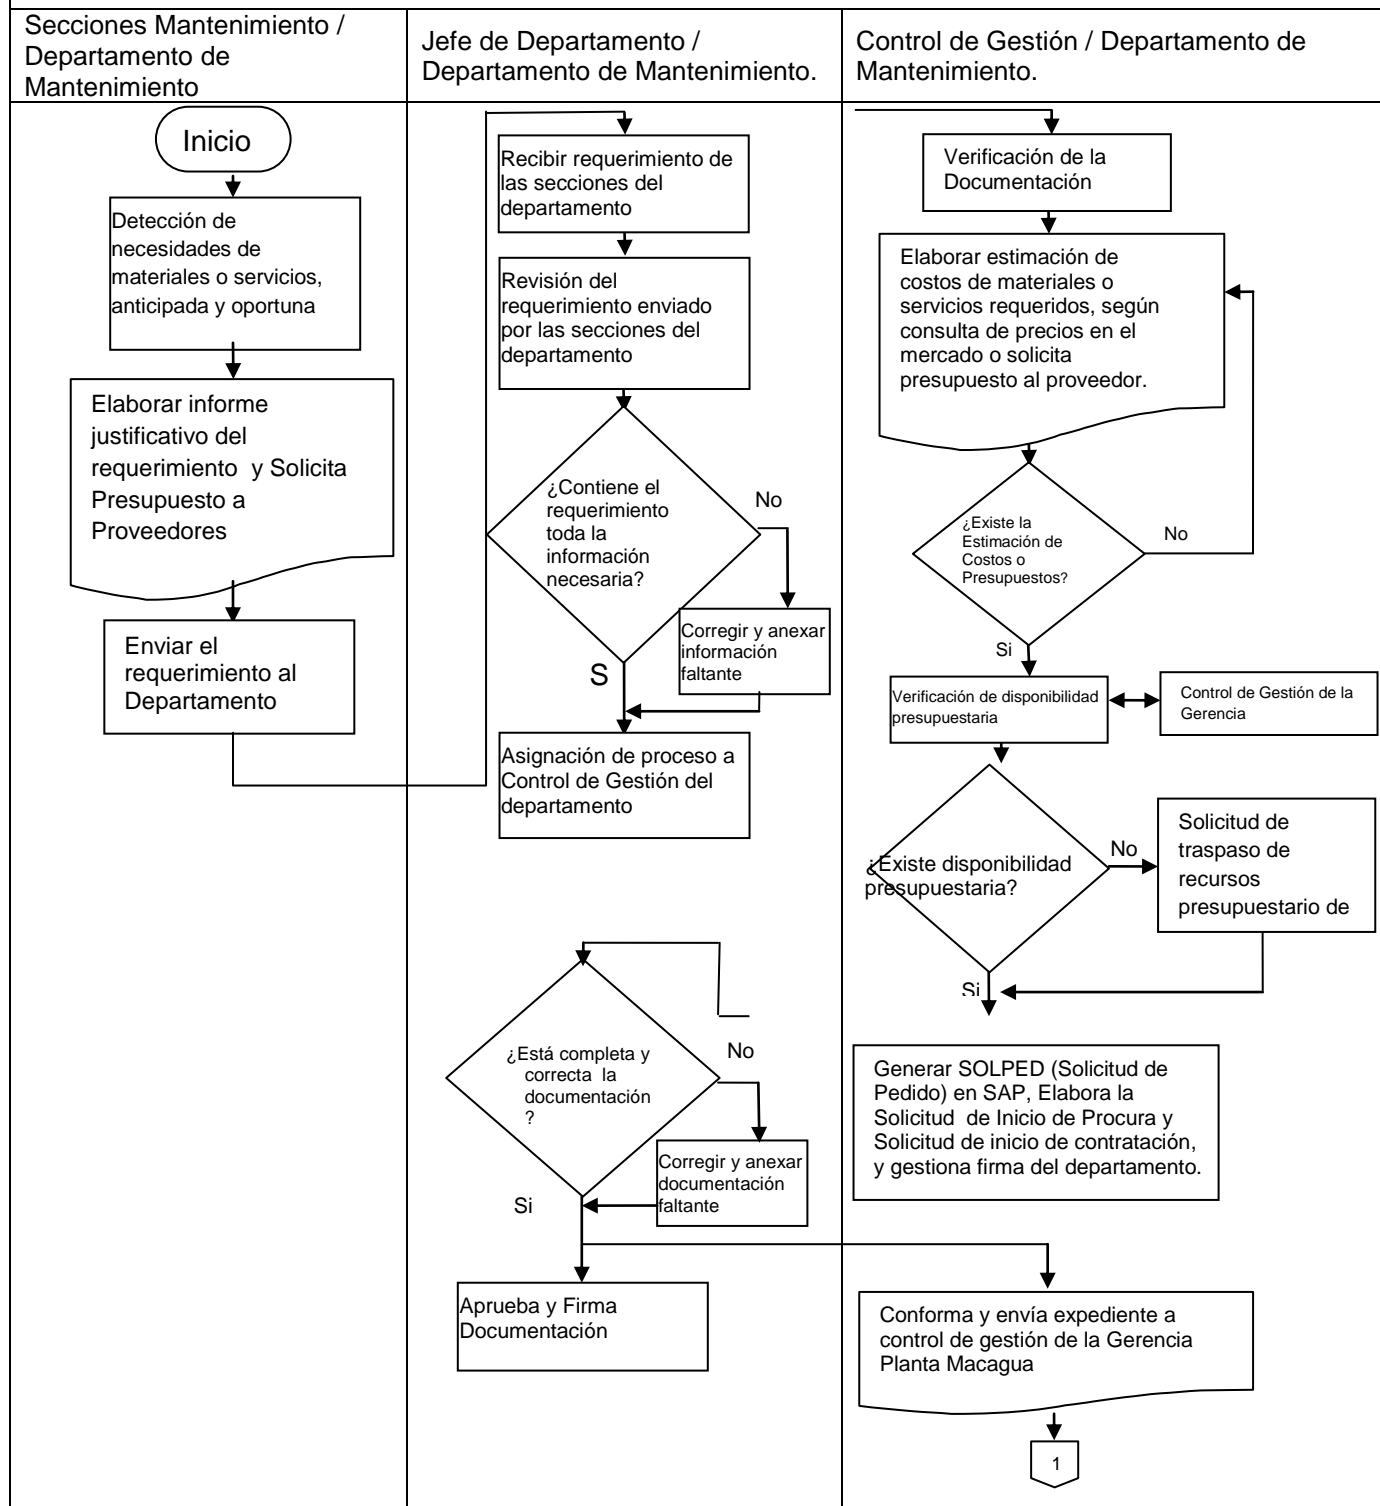 Secciones Mantenimiento /
Departamento de
Mantenimiento
Jefe de Departamento /
Departamento de Mantenimiento.
Control de Gestión / Departamento de
Mantenimiento.
Inicio
Detección de
necesidades de
materiales o servicios,
anticipada y oportuna
Elaborar informe
justificativo del
requerimiento y Solicita
Presupuesto a
Proveedores
Enviar el
requerimiento al
Departamento
Recibir requerimiento de
las secciones del
departamento
Revisión del
requerimiento enviado
por las secciones del
departamento
¿Contiene el
requerimiento
toda la
información
necesaria?
No
Corregir y anexar
información
faltante
S
Asignación de proceso a
Control de Gestión del
departamento
¿Está completa y
correcta la
documentación
?
No
Corregir y anexar
documentación
faltante
Si
Aprueba y Firma
Documentación
Verificación de la
Documentación
Elaborar estimación de
costos de materiales o
servicios requeridos, según
consulta de precios en el
mercado o solicita
presupuesto al proveedor.
¿Existe la
Estimación de
Costos o
Presupuestos?
No
Si
Verificación de disponibilidad
presupuestaria
Control de Gestión de la
Gerencia
¿Existe disponibilidad
presupuestaria?
No
Solicitud de
traspaso de
recursos
presupuestario de
Si
Generar SOLPED (Solicitud de
Pedido) en SAP, Elabora la
Solicitud de Inicio de Procura y
Solicitud de inicio de contratación,
y gestiona firma del departamento.
Conforma y envía expediente a
control de gestión de la Gerencia
Planta Macagua
1